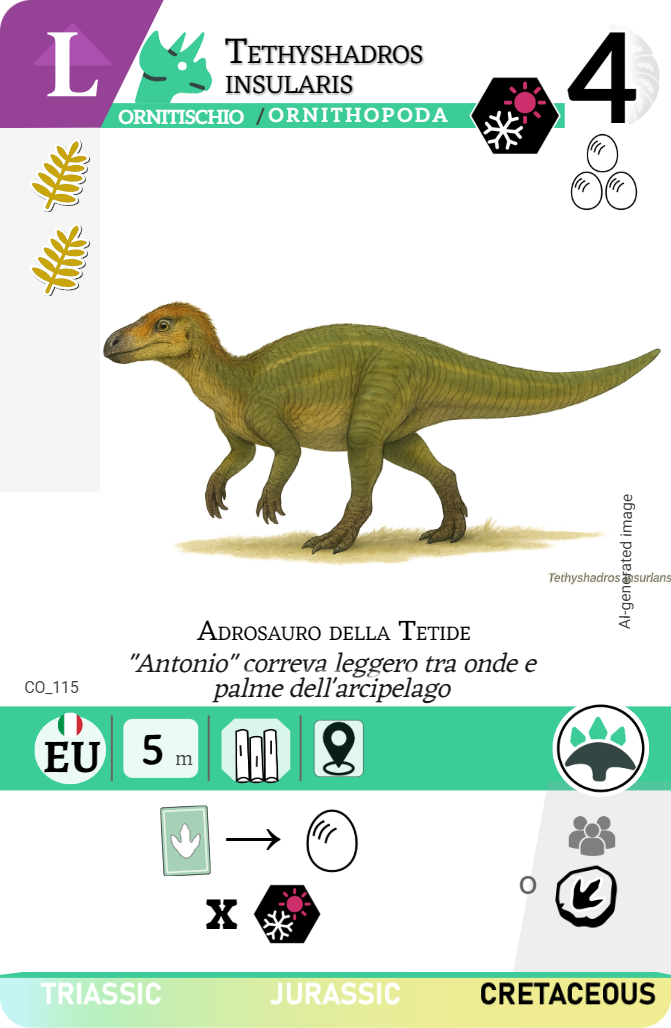 L
TETHYSHADROS
INSULARIS
4
ORNITISCHIO / ORNITHOPODA
AI-generated image
Tethyshadros insurlans
ADROSAURO DELLA TETIDE
"Antonio" correva leggero tra onde e
palme dell'arcipelago
CO_115
EU
5 m
O
X
TRIASSIC JURASSIC CRETACEOUS